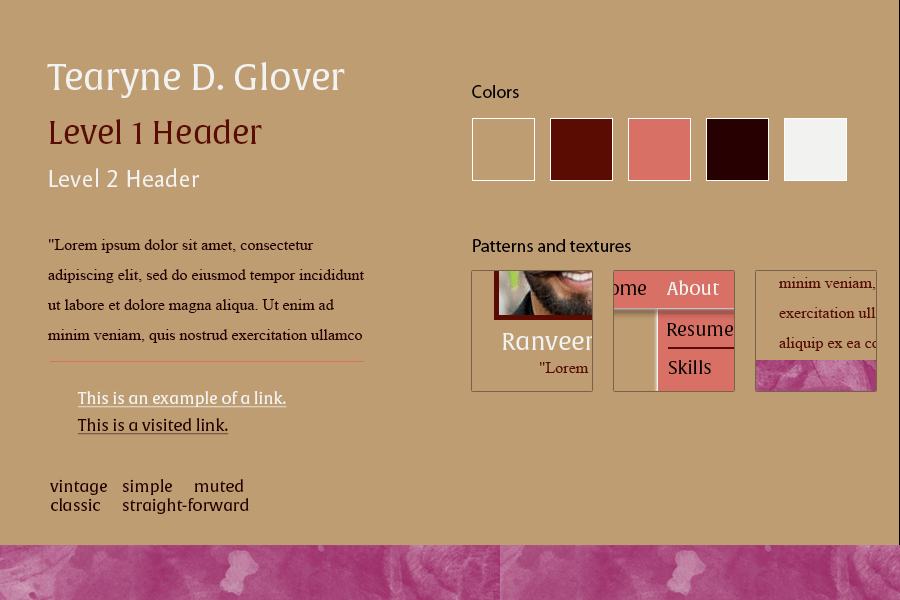 Tearyne D. Glover
Level 1 Header
Level 2 Header
"Lorem ipsum dolor sit amet, consectetur
adipiscing elit, sed do eiusmod tempor incididunt
ut labore et dolore magna aliqua. Ut enim ad
minim veniam, quis nostrud exercitation ullamco
This is an example of a link.
This is a visited link.
vintage simple muted
classic straight-forward
Colors
Patterns and textures
Ranveer
"Lorem
ome About
Resume
Skills
minim veniam,
exercitation ull
aliquip ex ea co